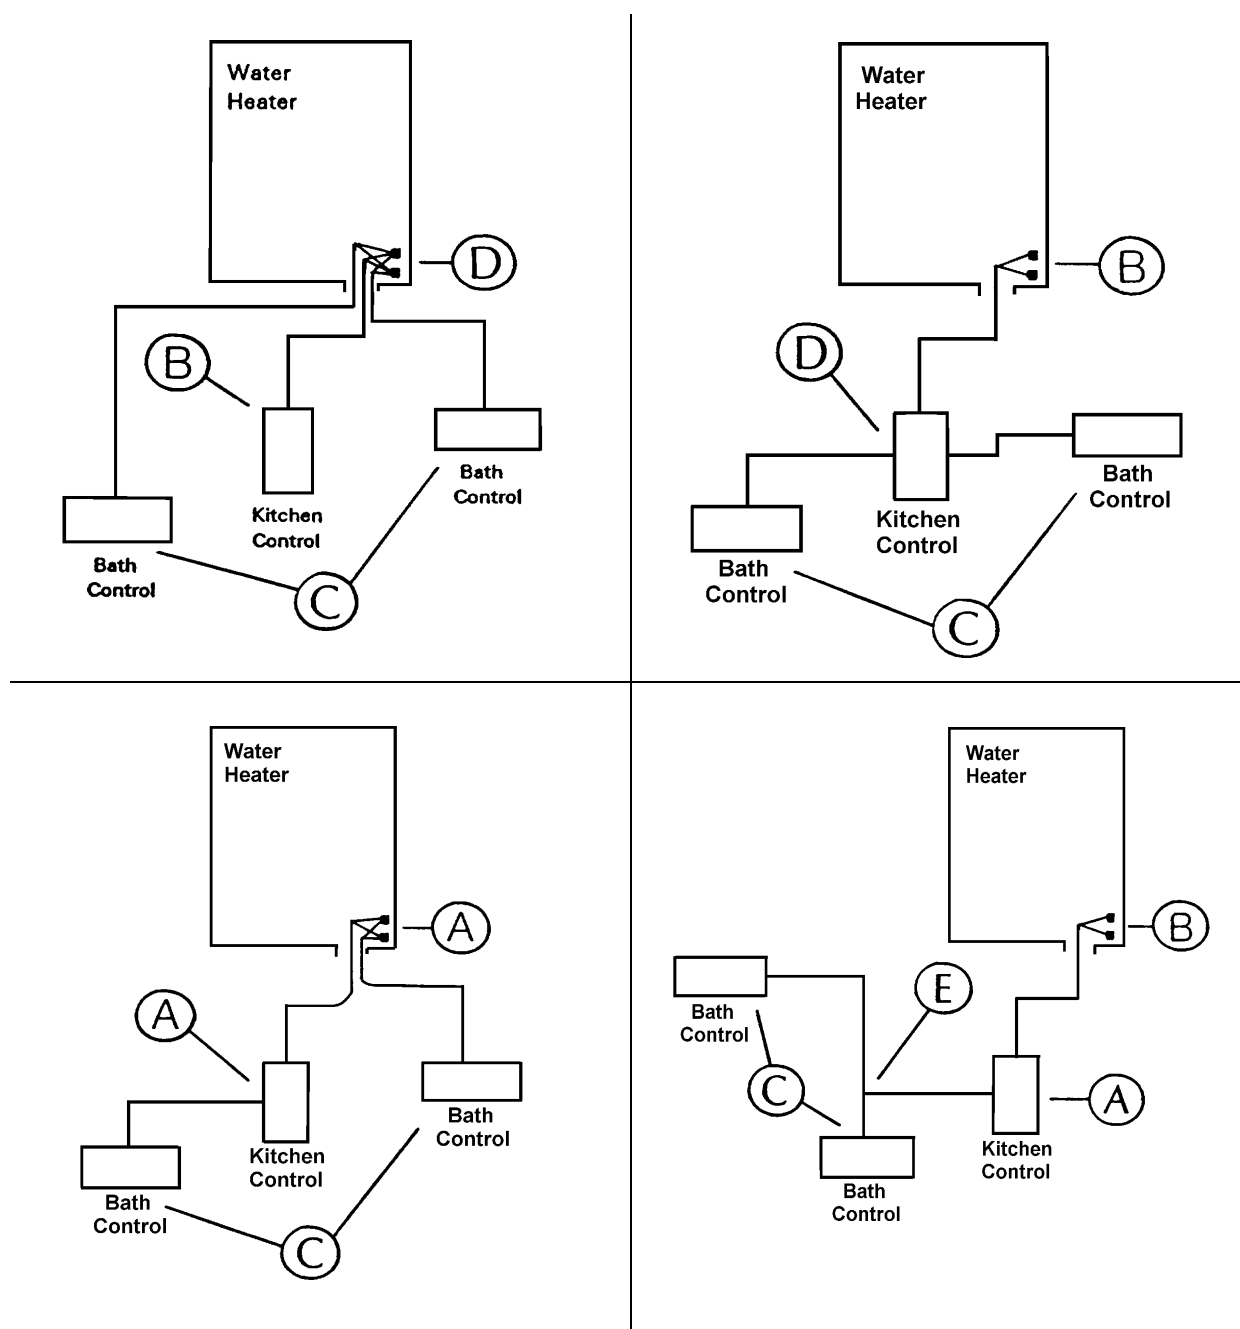 Water
Heater
D
B
Bath
Control
Kitchen
Control
Bath
Control
C
Water
Heater
B
D
Bath
Control
Kitchen
Control
Bath
Control
C
Water
Heater
A
A
Bath
Control
Kitchen
Control
Bath
Control
C
Water
Heater
B
E
Bath
Control
C
A
Kitchen
Control
Bath
Control